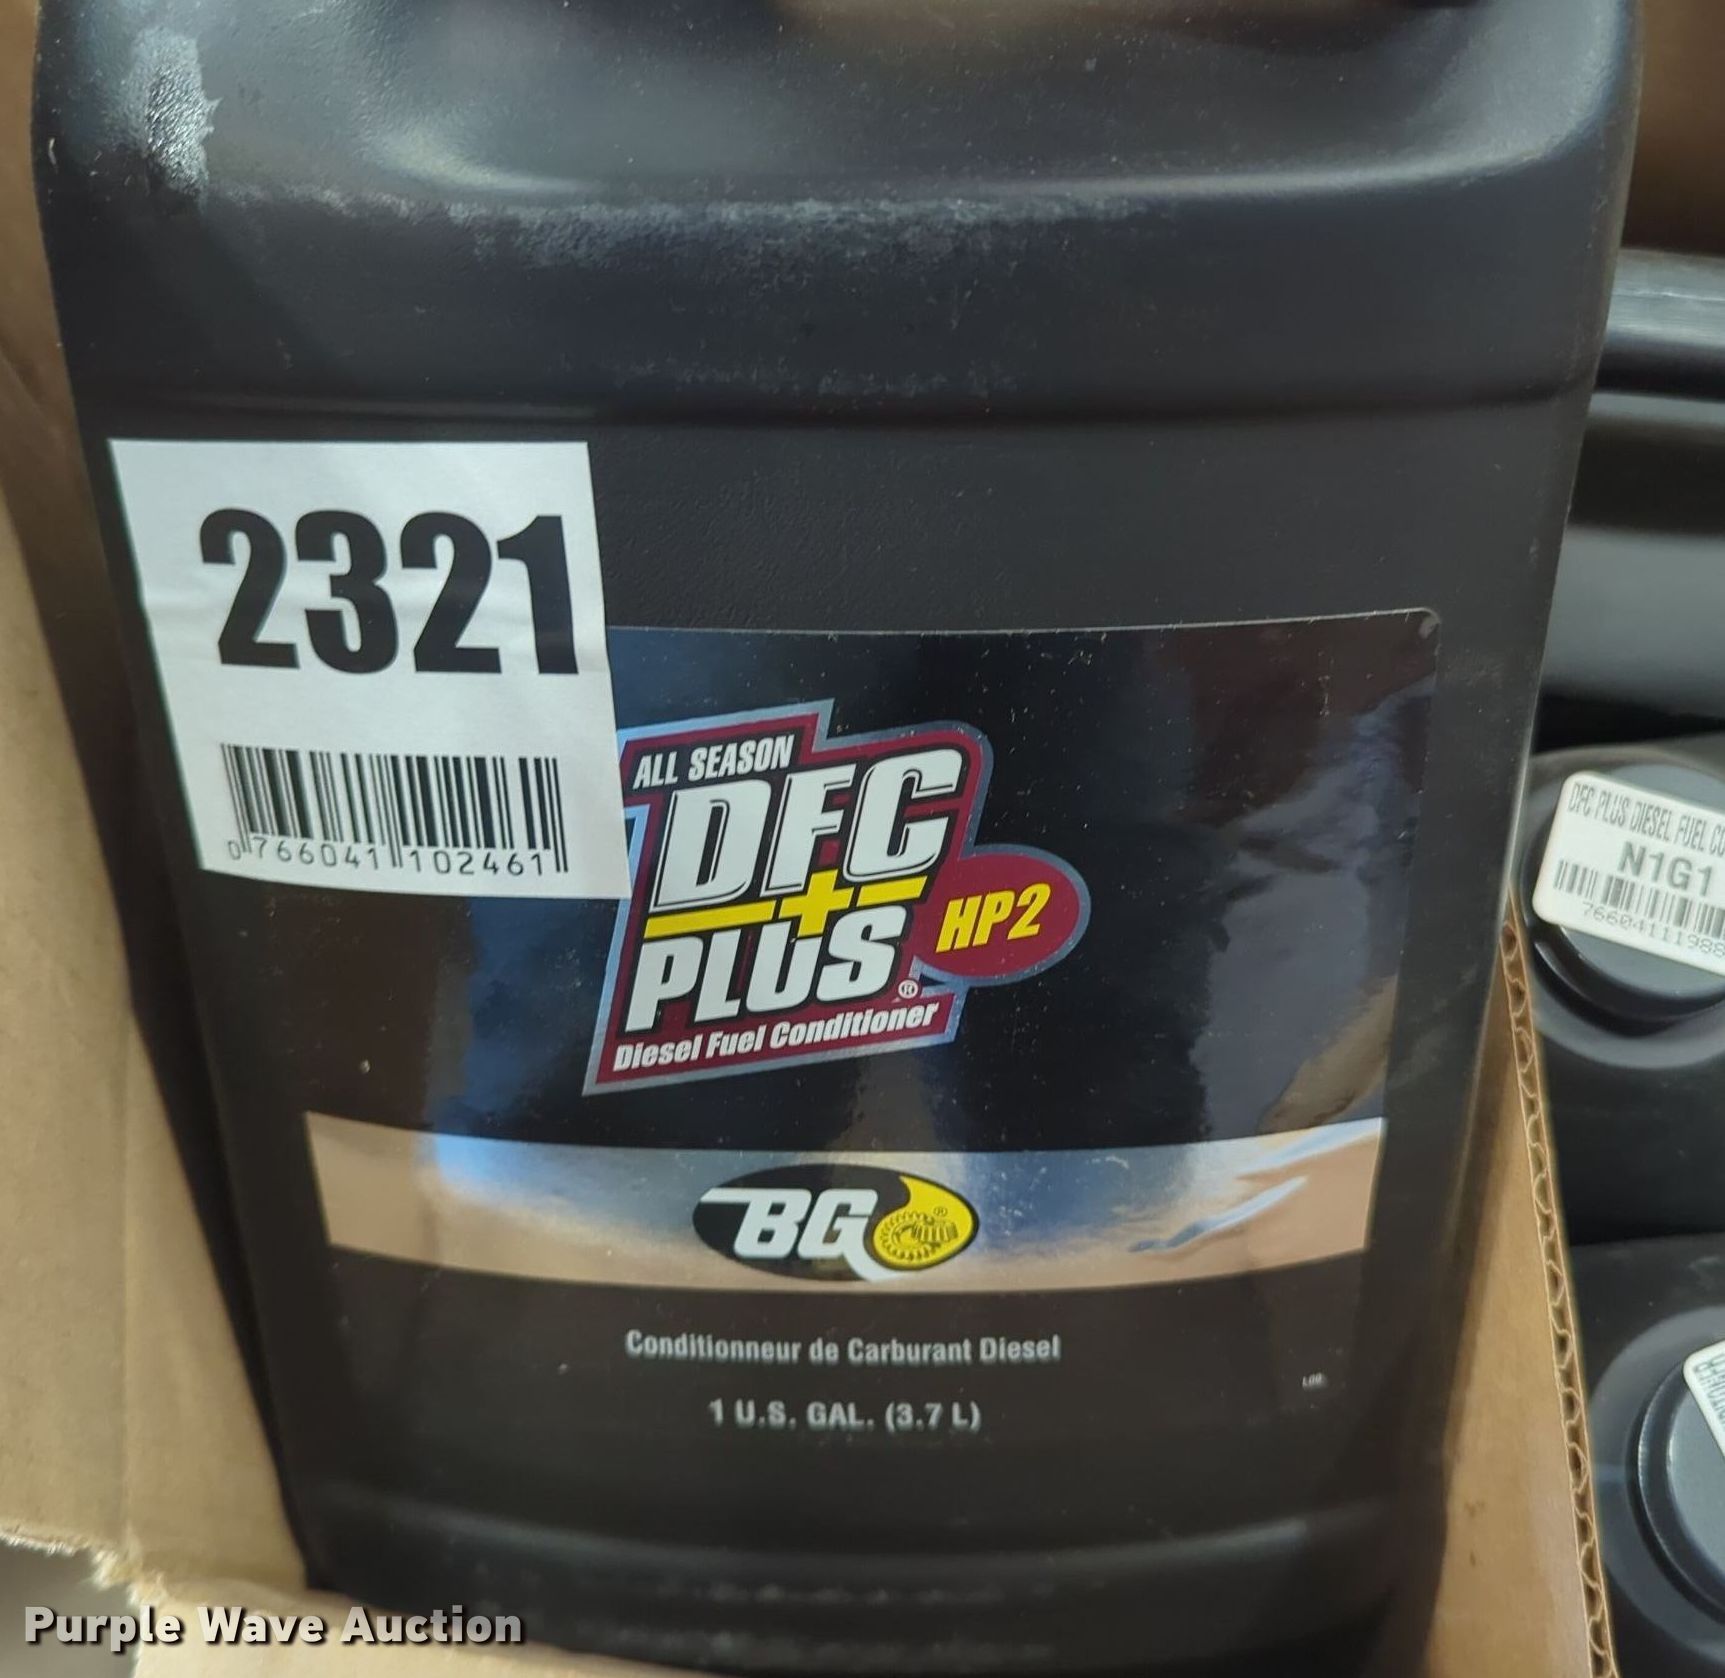 2321
0 766041 102461
ALL SEASON
DFC
PLUS®
HP2
Diesel Fuel Conditioner
BG®
Conditionneur de Carburant Diesel
1 U.S. GAL. (3.7 L)
DFC PLUS DIESEL FUEL CO
N1G1
76604111988
Purple Wave Auction